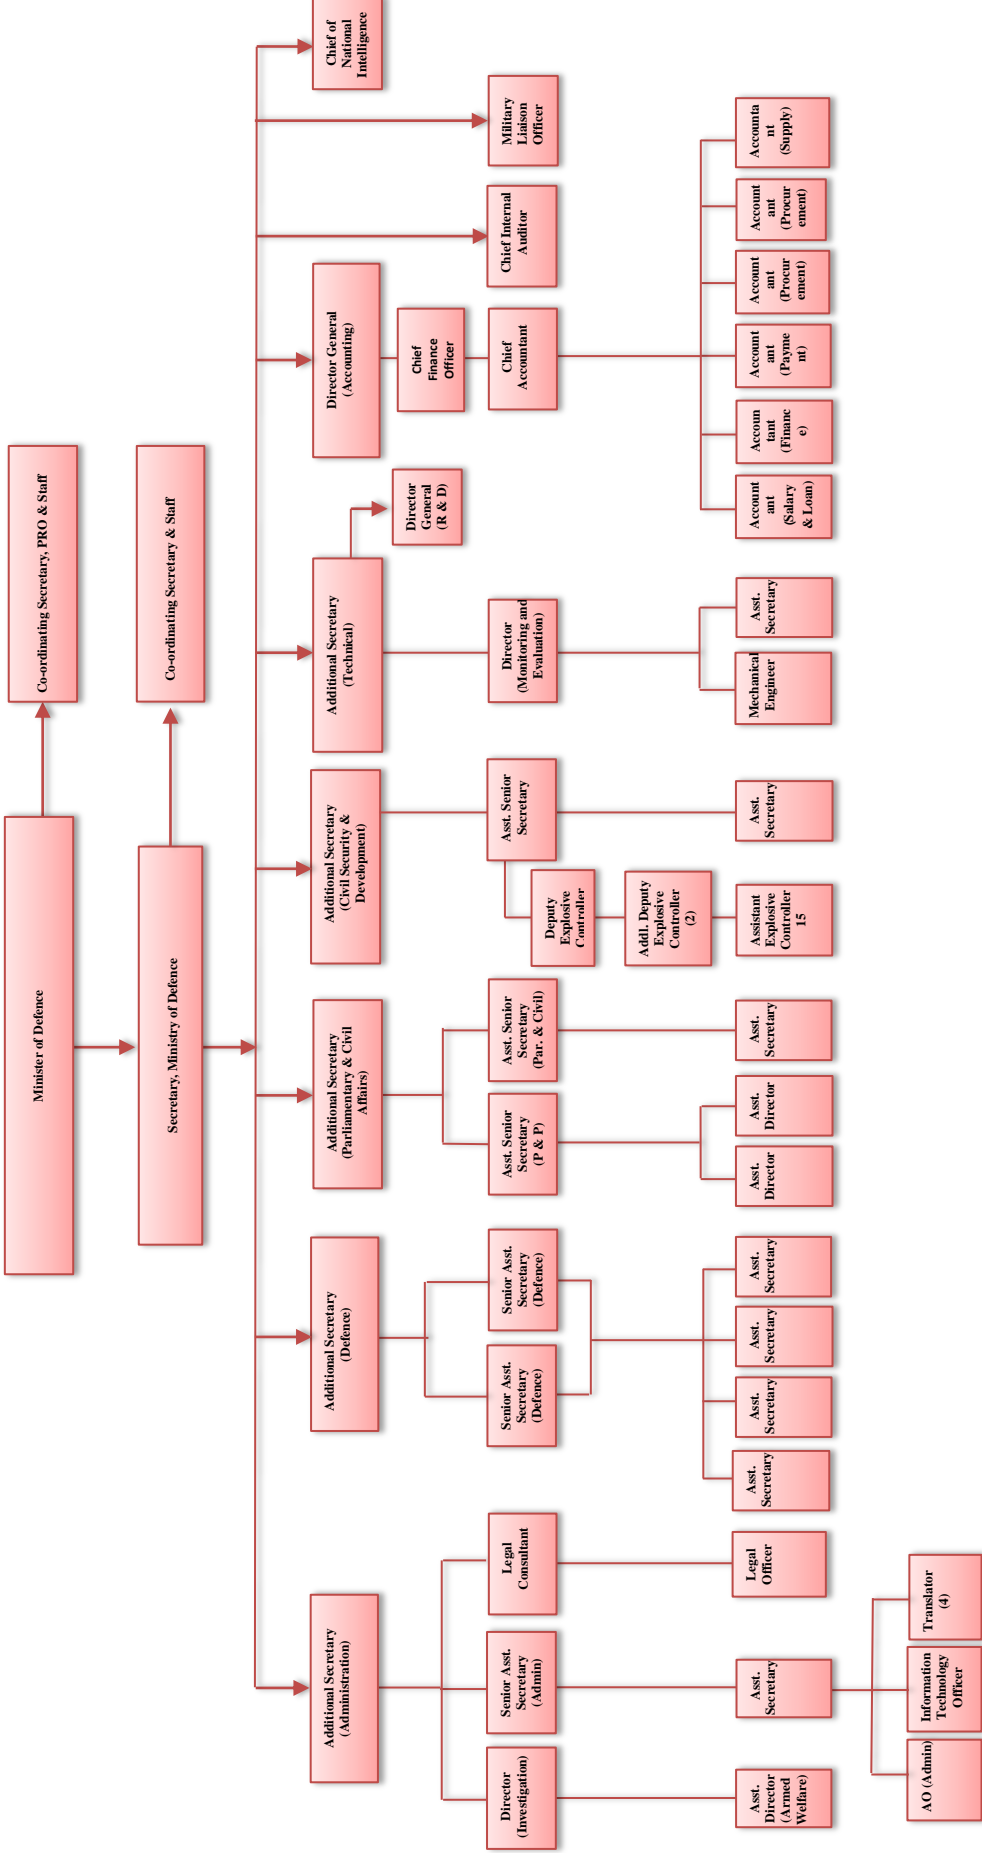 Minister of Defence
Co-ordinating Secretary, PRO & Staff
Secretary, Ministry of Defence
Co-ordinating Secretary & Staff
Additional Secretary
(Administration)
Additional Secretary
(Defence)
Additional Secretary
(Parliamentary & Civil
Affairs)
Additional Secretary
(Civil Security &
Development)
Additional Secretary
(Technical)
Director General
(Accounting)
Chief of
National
Intelligence
Director
General
(R & D)
Chief
Finance
Officer
Director
(Investigation)
Senior Asst.
Secretary
(Admin)
Legal
Consultant
Senior Asst.
Secretary
(Defence)
Senior Asst.
Secretary
(Defence)
Asst. Senior
Secretary
(P & P)
Asst. Senior
Secretary
(Par. & Civil)
Asst. Senior
Secretary
Director
(Monitoring and
Evaluation)
Chief
Accountant
Chief Internal
Auditor
Military
Liaison
Officer
Deputy
Explosive
Controller
Addl. Deputy
Explosive
Controller
(2)
Asst.
Director
(Armed
Welfare)
Asst.
Secretary
Legal
Officer
Asst.
Secretary
Asst.
Secretary
Asst.
Secretary
Asst.
Secretary
Asst.
Director
Asst.
Director
Asst.
Secretary
Assistant
Explosive
Controller
15
Asst.
Secretary
Mechanical
Engineer
Asst.
Secretary
Account
ant
(Salary
& Loan)
Accoun
tant
(Financ
e)
Account
ant
(Payme
nt)
Account
ant
(Procur
ement)
Account
ant
(Procur
ement)
Accounta
nt
(Supply)
AO (Admin)
Information
Technology
Officer
Translator
(4)